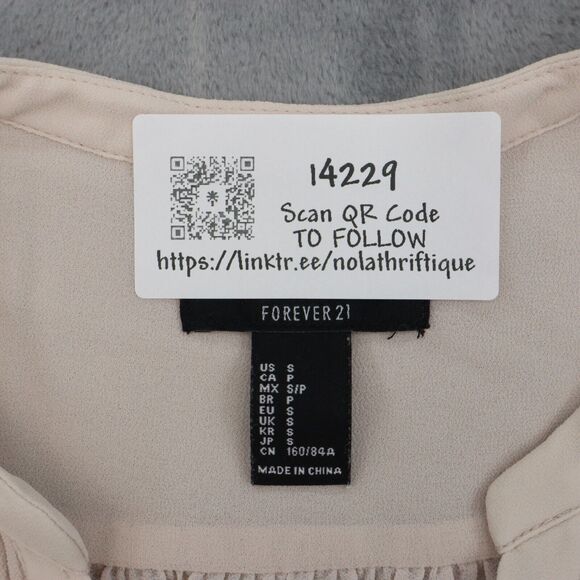 14229
Scan QR Code
TO FOLLOW
https://linktr.ee/nolathriftique
FOREVER 21
US S
CA P
MX S/P
BR P
EU S
UK S
KR S
JP S
CN 160/84A
MADE IN CHINA